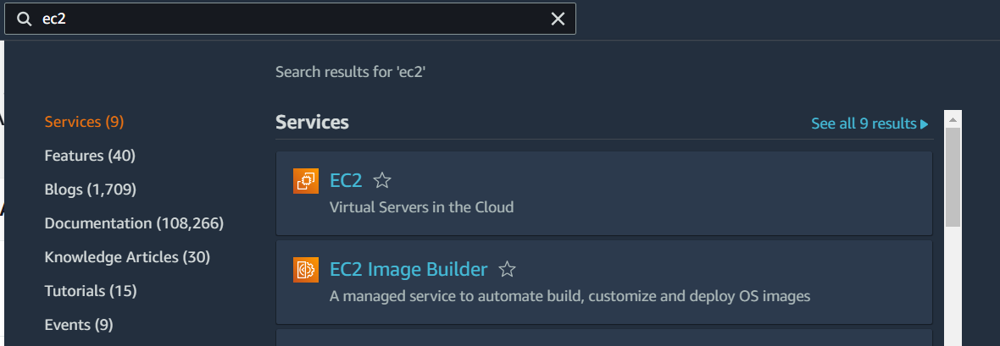 ec2
Search results for 'ec2'
Services (9)
Features (40)
Blogs (1,709)
Documentation (108,266)
Knowledge Articles (30)
Tutorials (15)
Events (9)
Services
See all 9 results
EC2
Virtual Servers in the Cloud
EC2 Image Builder
A managed service to automate build, customize and deploy OS images